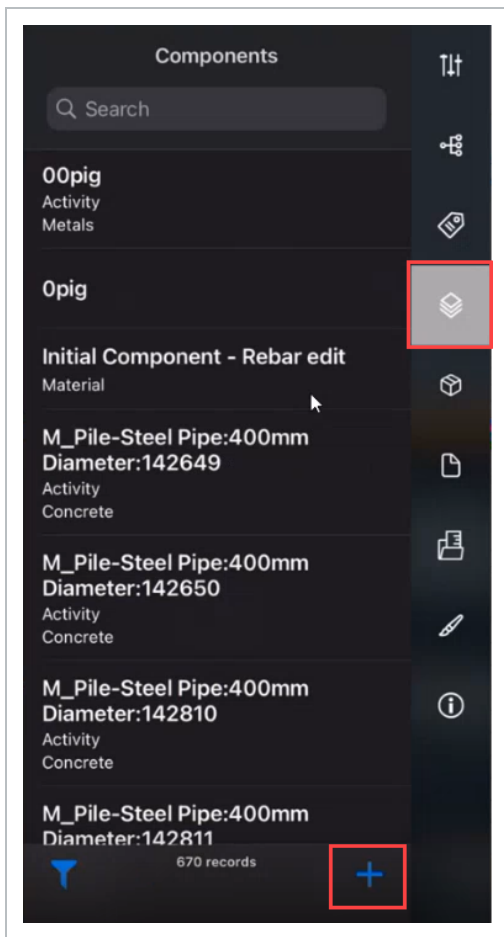 Components
Search
00pig
Activity
Metals
0pig
Initial Component - Rebar edit
Material
M_Pile-Steel Pipe:400mm
Diameter:142649
Activity
Concrete
M_Pile-Steel Pipe:400mm
Diameter:142650
Activity
Concrete
M_Pile-Steel Pipe:400mm
Diameter:142810
Activity
Concrete
M_Pile-Steel Pipe:400mm
Diameter:142811
670 records